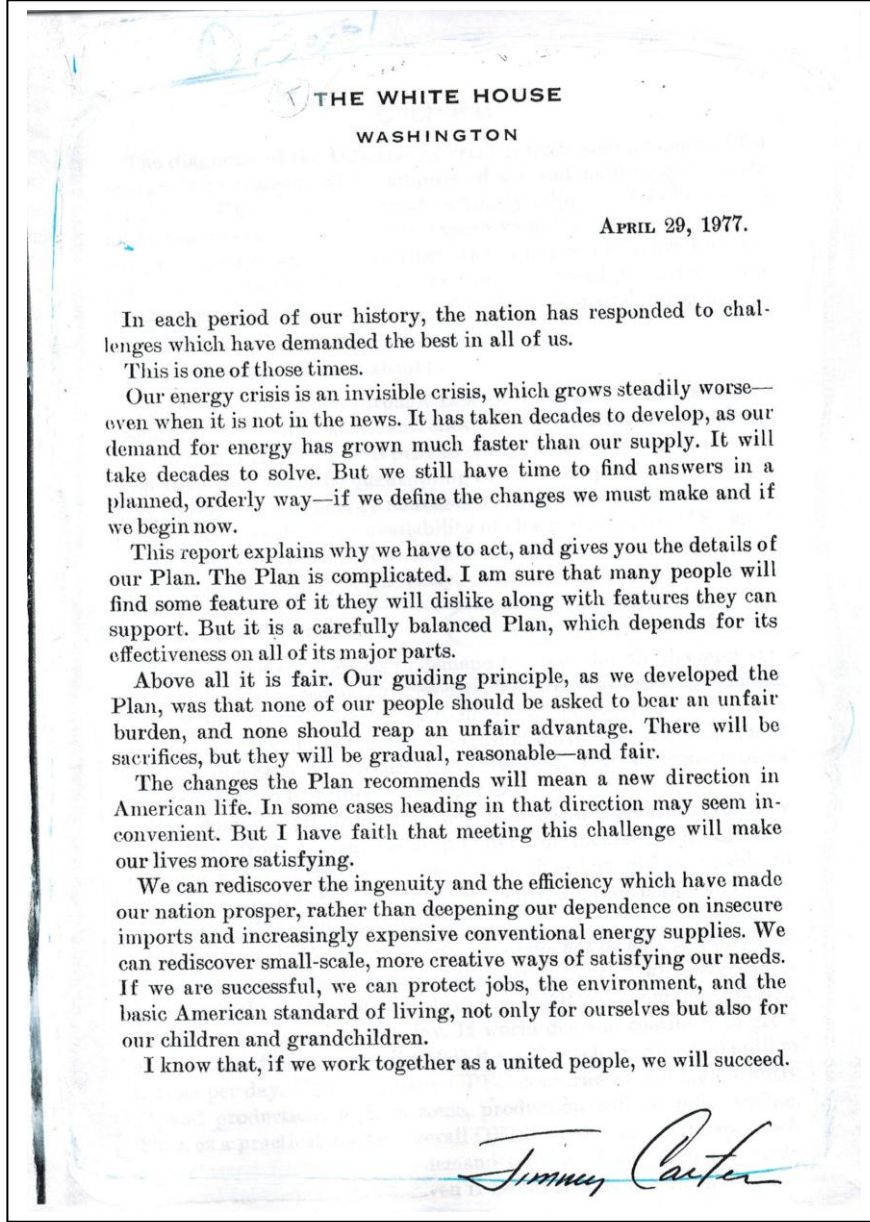 THE WHITE HOUSE
WASHINGTON
APRIL 29, 1977.
In each period of our history, the nation has responded to chal-
lenges which have demanded the best in all of us.
This is one of those times.
Our energy crisis is an invisible crisis, which grows steadily worse—
even when it is not in the news. It has taken decades to develop, as our
demand for energy has grown much faster than our supply. It will
take decades to solve. But we still have time to find answers in a
planned, orderly way—if we define the changes we must make and if
we begin now.
This report explains why we have to act, and gives you the details of
our Plan. The Plan is complicated. I am sure that many people will
find some feature of it they will dislike along with features they can
support. But it is a carefully balanced Plan, which depends for its
effectiveness on all of its major parts.
Above all it is fair. Our guiding principle, as we developed the
Plan, was that none of our people should be asked to bear an unfair
burden, and none should reap an unfair advantage. There will be
sacrifices, but they will be gradual, reasonable—and fair.
The changes the Plan recommends will mean a new direction in
American life. In some cases heading in that direction may seem in-
convenient. But I have faith that meeting this challenge will make
our lives more satisfying.
We can rediscover the ingenuity and the efficiency which have made
our nation prosper, rather than deepening our dependence on insecure
imports and increasingly expensive conventional energy supplies. We
can rediscover small-scale, more creative ways of satisfying our needs.
If we are successful, we can protect jobs, the environment, and the
basic American standard of living, not only for ourselves but also for
our children and grandchildren.
I know that, if we work together as a united people, we will succeed.
Jimmy Carter